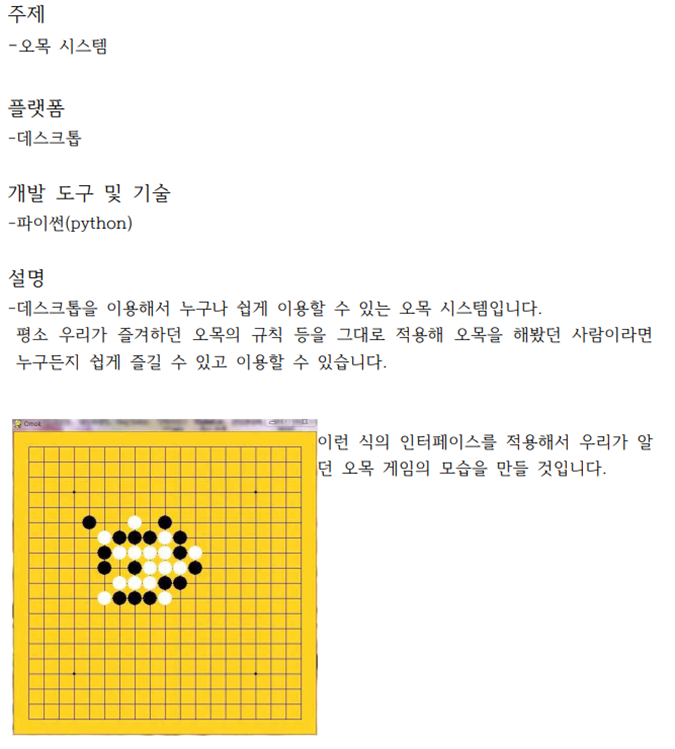 주제
-오목 시스템
플랫폼
-데스크톱
개발 도구 및 기술
-파이썬(python)
설명
-데스크톱을 이용해서 누구나 쉽게 이용할 수 있는 오목 시스템입니다.
평소 우리가 즐겨하던 오목의 규칙 등을 그대로 적용해 오목을 해봤던 사람이라면
누구든지 쉽게 즐길 수 있고 이용할 수 있습니다.
Omok
이런 식의 인터페이스를 적용해서 우리가 알
던 오목 게임의 모습을 만들 것입니다.